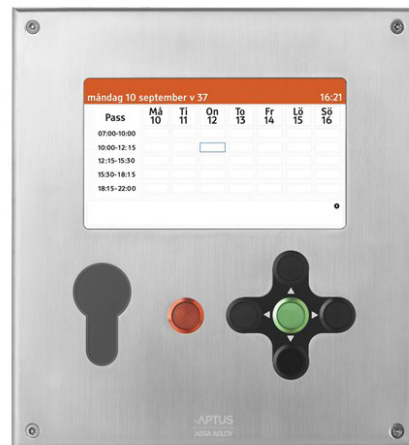 måndag 10 september v 37 16:21
Pass Må 10 Ti 11 On 12 To 13 Fr 14 Lö 15 Sö 16
07:00-10:00
10:00-12:15
12:15-15:30
15:30-18:15
18:15-22:00
APTUS
ASSA ABLOY